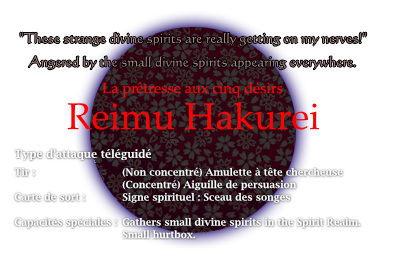 "These strange divine spirits are really getting on my nerves!"
Angered by the small divine spirits appearing everywhere.
La prêtresse aux cinq désirs
Reimu Hakurei
Type d'attaque téléguidé
Tir : (Non concentré) Amulette à tête chercheuse
(Concentré) Aiguille de persuasion
Carte de sort : Signe spirituel : Sceau des songes
Capacités spéciales : Gathers small divine spirits in the Spirit Realm.
Small hurtbox.